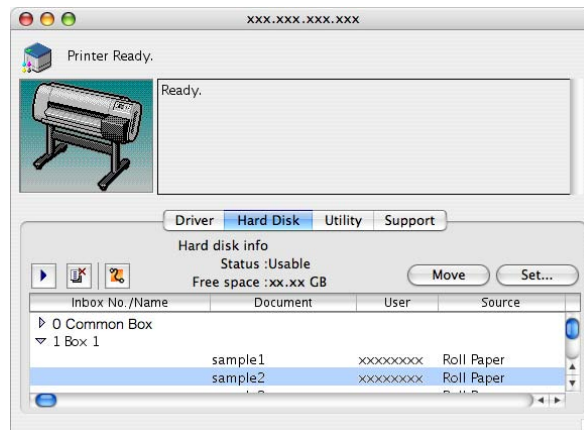 xxx.xxx.xxx.xxx
Printer Ready.
Ready.
Driver Hard Disk Utility Support
Hard disk info
Status :Usable
Free space :xx.xx GB
Move Set...
Inbox No./Name Document User Source
0 Common Box
1 Box 1
sample1 xxxxxxxx Roll Paper
sample2 xxxxxxxx Roll Paper